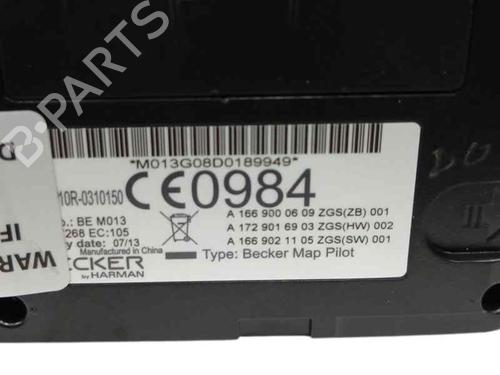 B-PARTS
*M013G08D0189949*
10R-0310150 CE0984
.: BE M013
268 EC:105
y date: 07/13
Manufactured in China
A 166 900 06 09 ZGS(ZB) 001
A 172 901 69 03 ZGS(HW) 002
A 166 902 11 05 ZGS(SW) 001
Type: Becker Map Pilot
ECKER
by HARMAN
WAR
IF